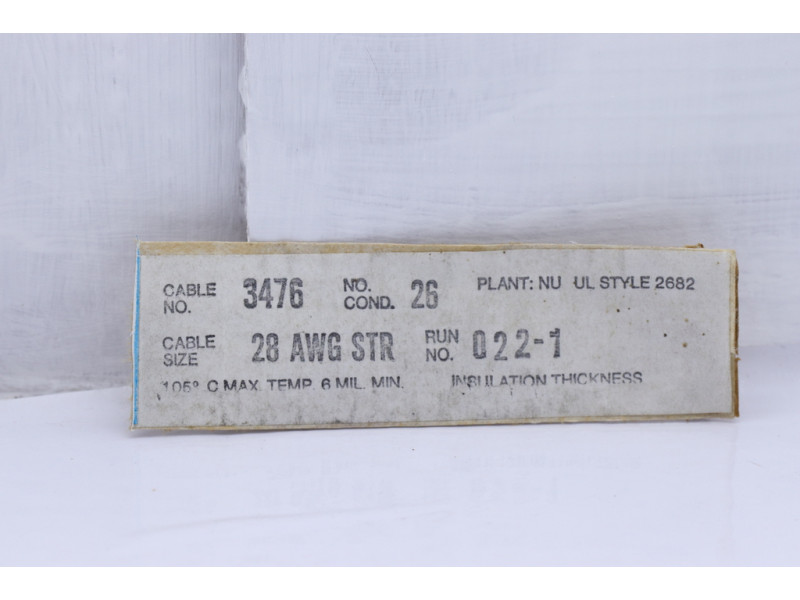 CABLE NO. 3476 NO. COND. 26 PLANT: NU UL STYLE 2682
CABLE SIZE 28 AWG STR RUN NO. 022-1
105° C MAX. TEMP. 6 MIL. MIN. INSULATION THICKNESS